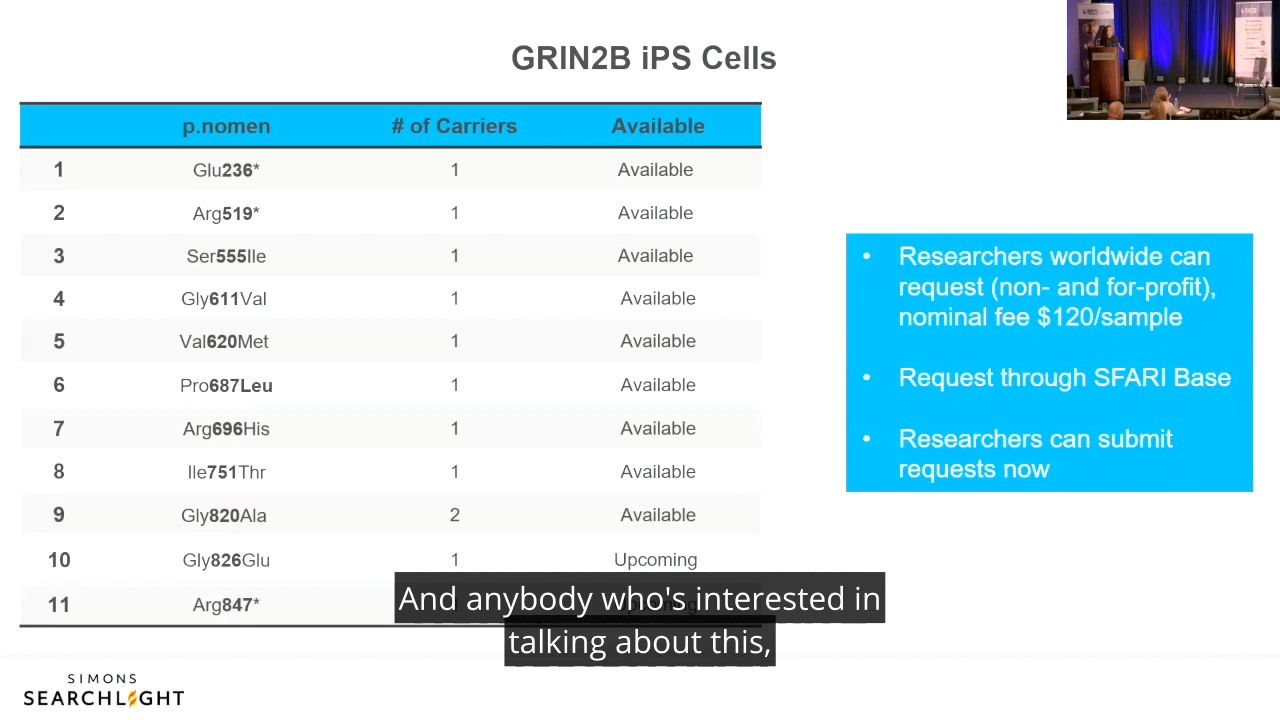 GRIN2B iPS Cells
p.nomen # of Carriers Available
1 Glu236* 1 Available
2 Arg519* 1 Available
3 Ser555Ile 1 Available
4 Gly611Val 1 Available
5 Val620Met 1 Available
6 Pro687Leu 1 Available
7 Arg696His 1 Available
8 Ile751Thr 1 Available
9 Gly820Ala 2 Available
10 Gly826Glu 1 Upcoming
11 Arg847*
• Researchers worldwide can
request (non- and for-profit),
nominal fee $120/sample
• Request through SFARI Base
• Researchers can submit
requests now
And anybody who's interested in
talking about this,
SIMONS
SEARCHLIGHT